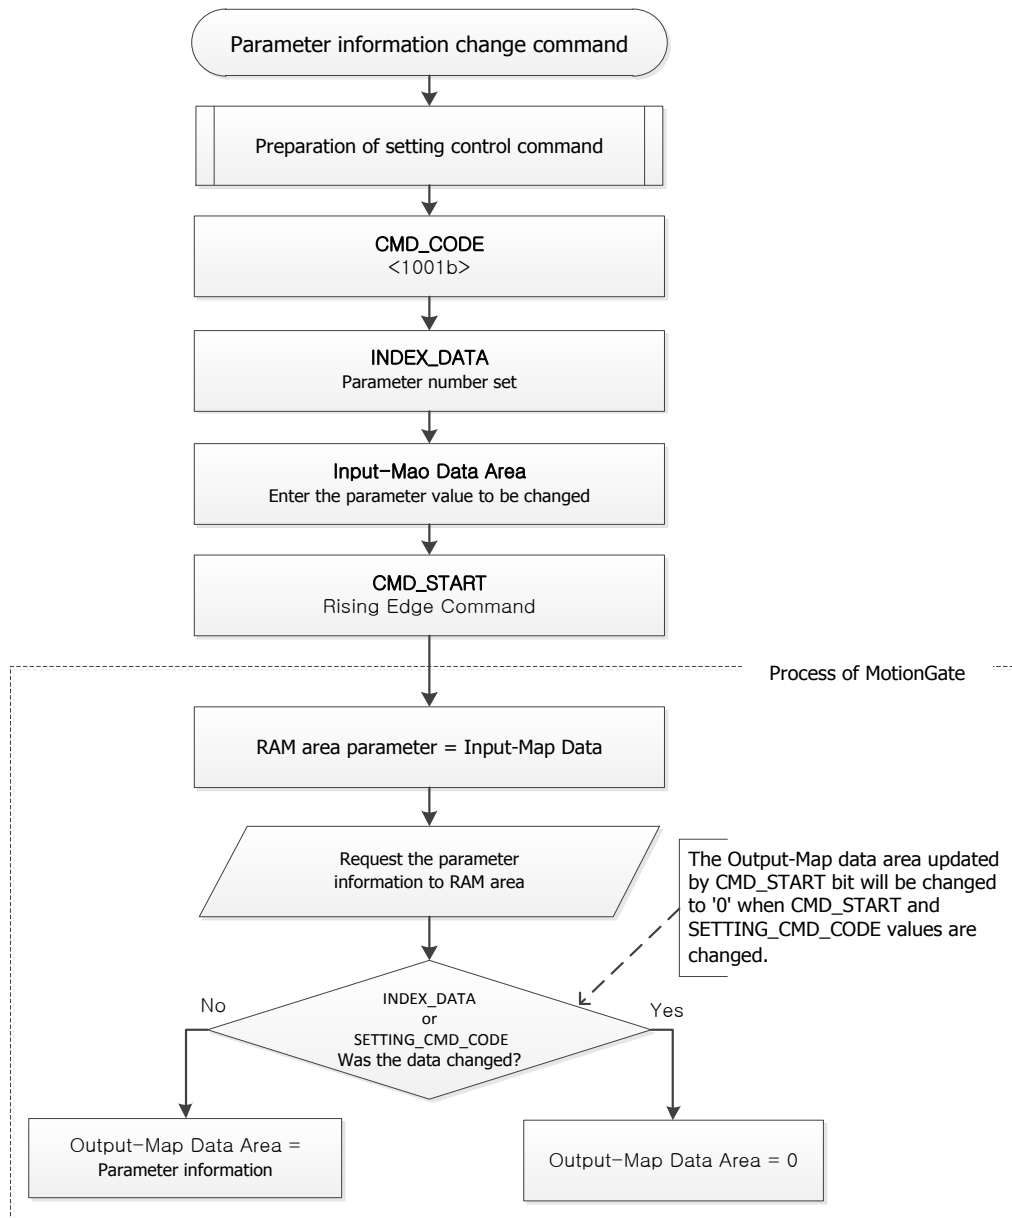 Parameter information change command
Preparation of setting control command
CMD_CODE
<1001b>
INDEX_DATA
Parameter number set
Input-Mao Data Area
Enter the parameter value to be changed
CMD_START
Rising Edge Command
Process of MotionGate
RAM area parameter = Input-Map Data
Request the parameter
information to RAM area
The Output-Map data area updated
by CMD_START bit will be changed
to '0' when CMD_START and
SETTING_CMD_CODE values are
changed.
INDEX_DATA
or
SETTING_CMD_CODE
Was the data changed?
No
Yes
Output-Map Data Area =
Parameter information
Output-Map Data Area = 0